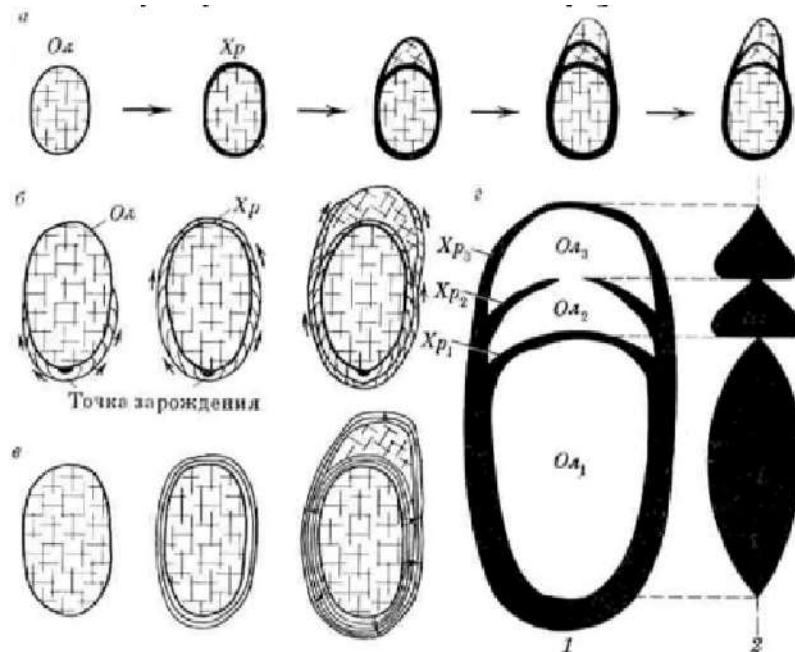 а
Ол
Хр
б
Ол
Хр
Точка зарождения
в
г
Хр₃
Хр₂
Хр₁
Ол₃
Ол₂
Ол₁
1
2